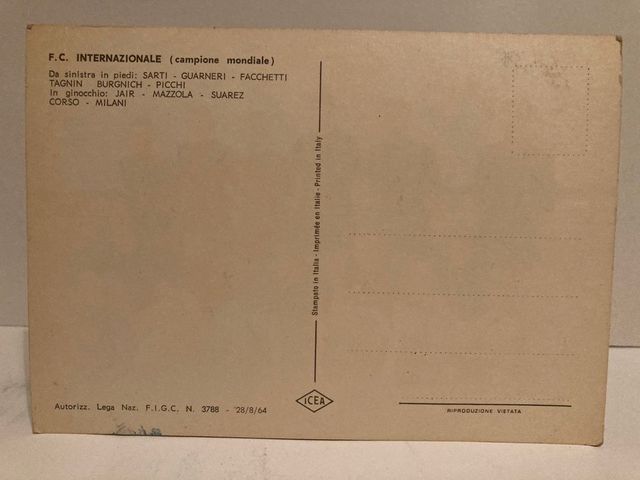 F.C. INTERNAZIONALE (campione mondiale)
Da sinistra in piedi: SARTI - GUARNERI - FACCHETTI
TAGNIN BURGNICH - PICCHI
In ginocchio: JAIR - MAZZOLA - SUAREZ
CORSO - MILANI
Stampato in Italia - Imprimée en Italie - Printed in Italy
Autorizz. Lega Naz. F.I.G.C. N. 3788 - 28/8/64
ICEA
RIPRODUZIONE VIETATA